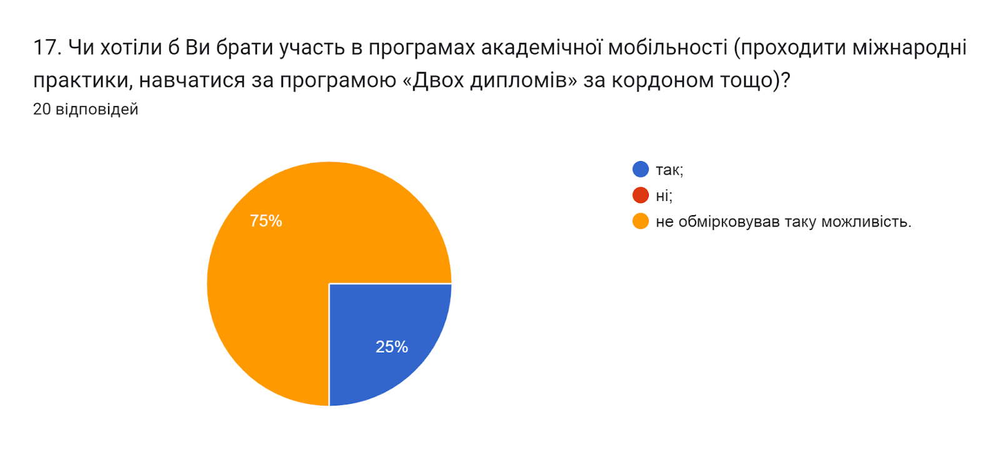 17. Чи хотіли б Ви брати участь в програмах академічної мобільності (проходити міжнародні
практики, навчатися за програмою «Двох дипломів» за кордоном тощо)?
20 відповідей
так;
ні;
не обмірковував таку можливість.
75%
25%